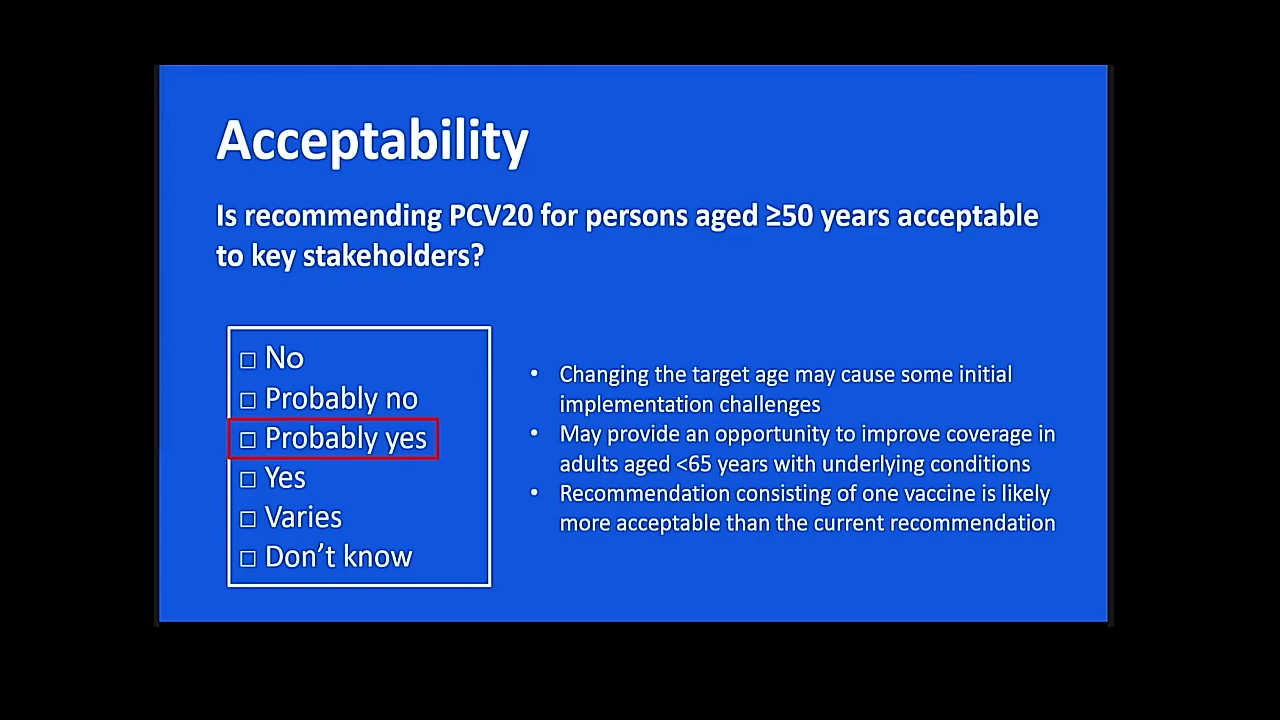 Acceptability
Is recommending PCV20 for persons aged ≥50 years acceptable
to key stakeholders?
□ No
□ Probably no
□ Probably yes
□ Yes
□ Varies
□ Don't know
• Changing the target age may cause some initial
implementation challenges
• May provide an opportunity to improve coverage in
adults aged <65 years with underlying conditions
• Recommendation consisting of one vaccine is likely
more acceptable than the current recommendation